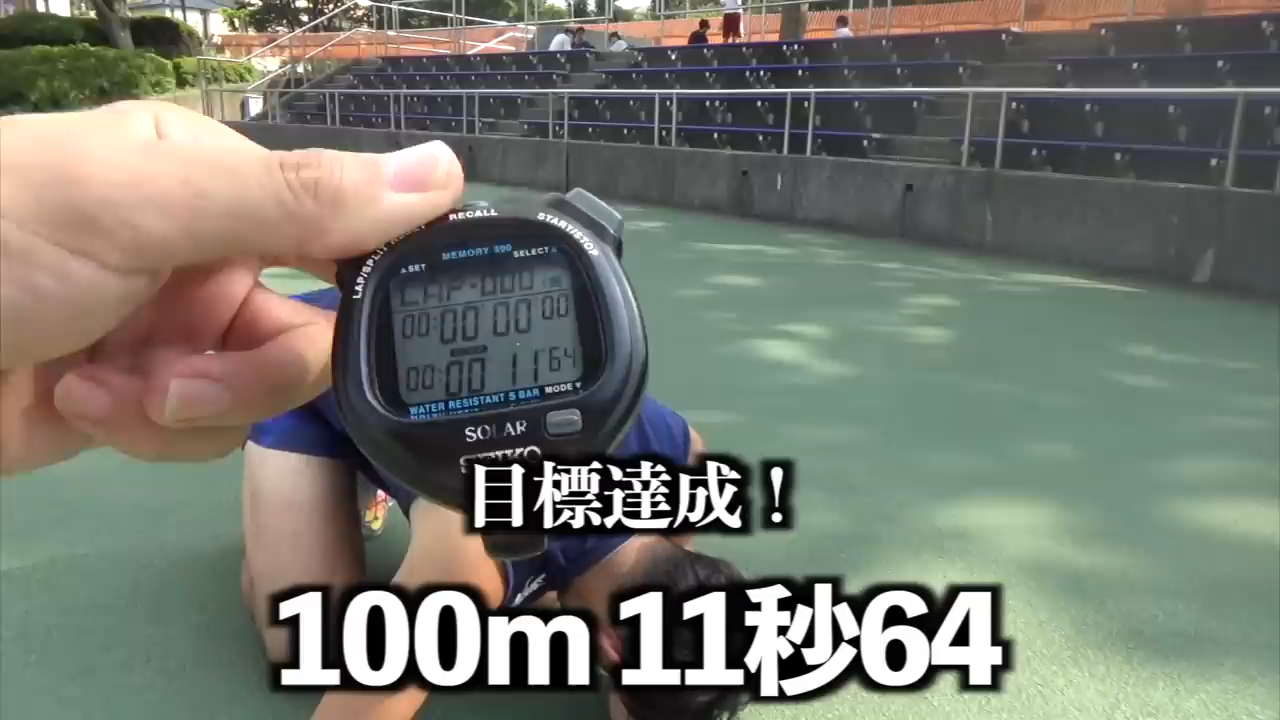 RECALL
START/STOP
LAP/SPLIT RESET
MEMORY 300
SET
SELECT
LAP-000
00:00 00 00
00:00 11"64
WATER RESISTANT 5 BAR
MODE
SOLAR
SEIKO
目標達成！
100m 11秒64